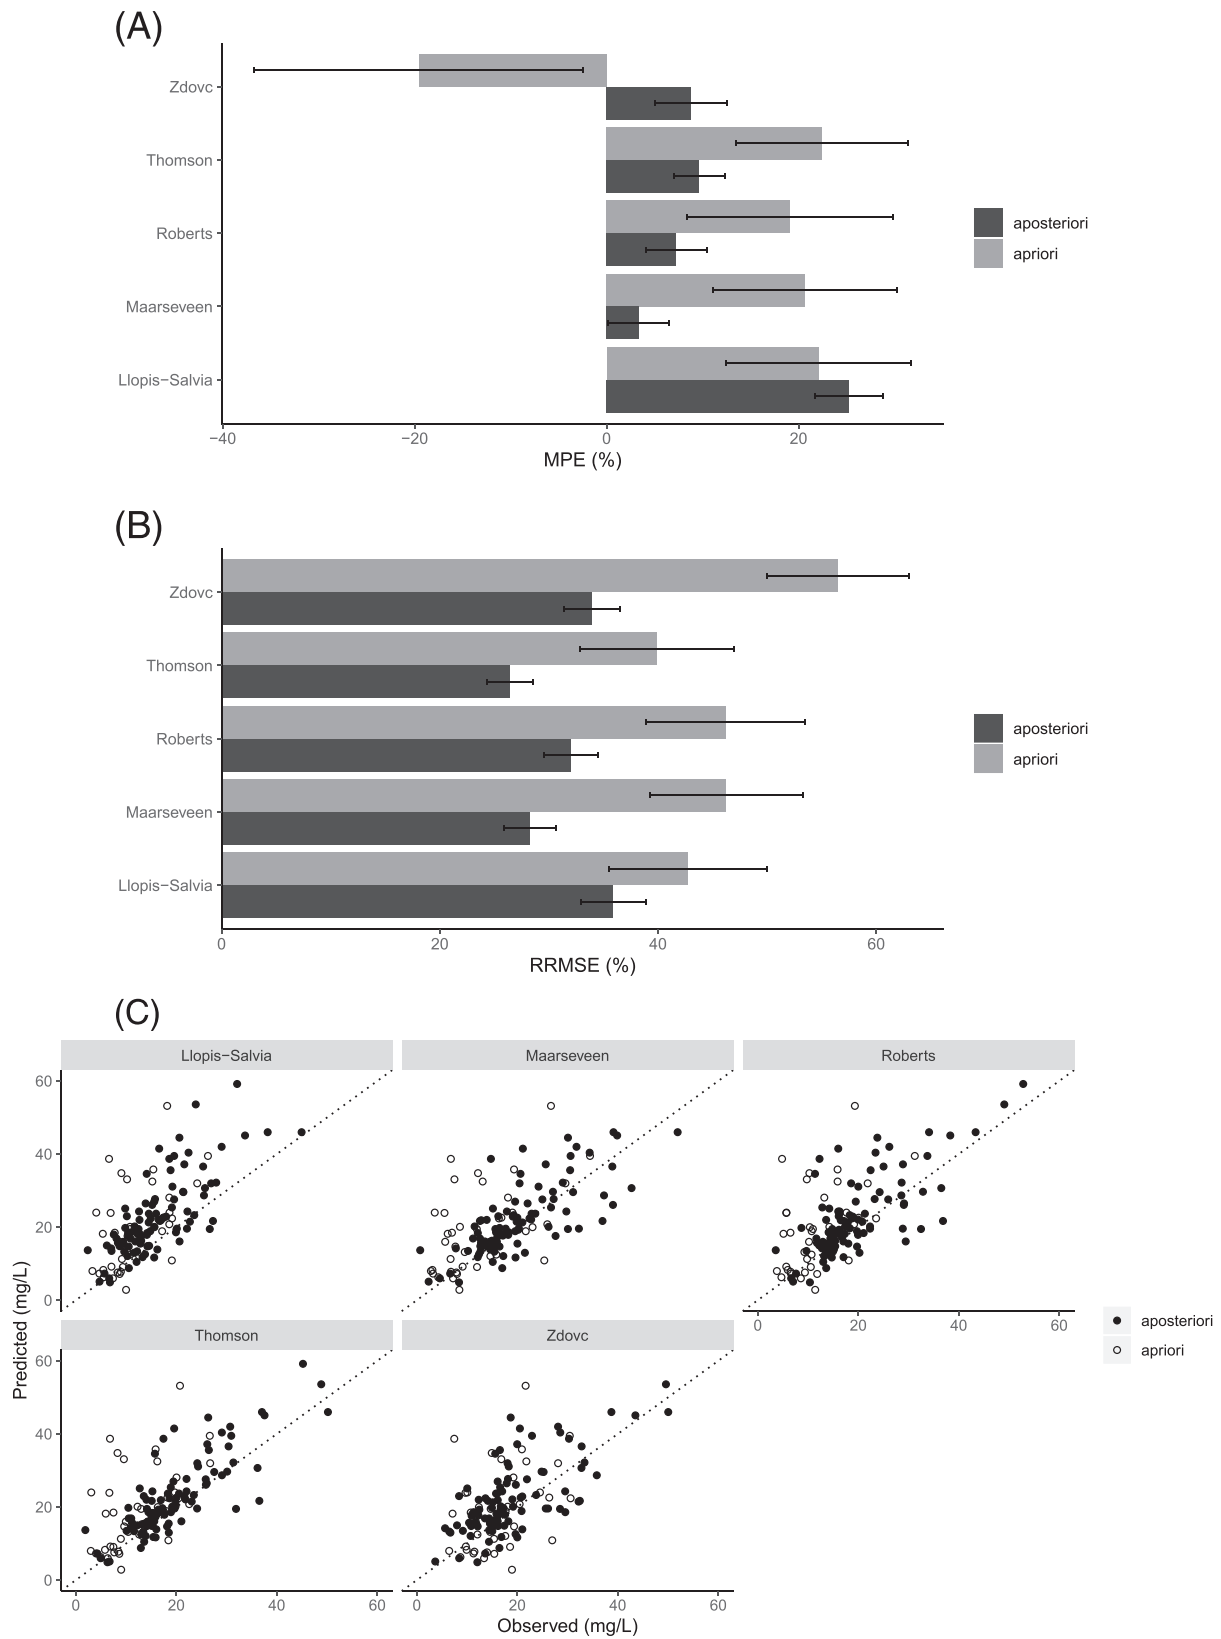 (A)
Zdovc
Thomson
Roberts
Maarseveen
Llopis−Salvia
−40 −20 0 20
MPE (%)
aposteriori
apriori
(B)
Zdovc
Thomson
Roberts
Maarseveen
Llopis−Salvia
0 20 40 60
RRMSE (%)
aposteriori
apriori
(C)
Llopis−Salvia Maarseveen Roberts
60
40
20
0
0 20 40 60
Thomson Zdovc
60
40
20
0
0 20 40 60 0 20 40 60
Predicted (mg/L)
Observed (mg/L)
aposteriori
apriori